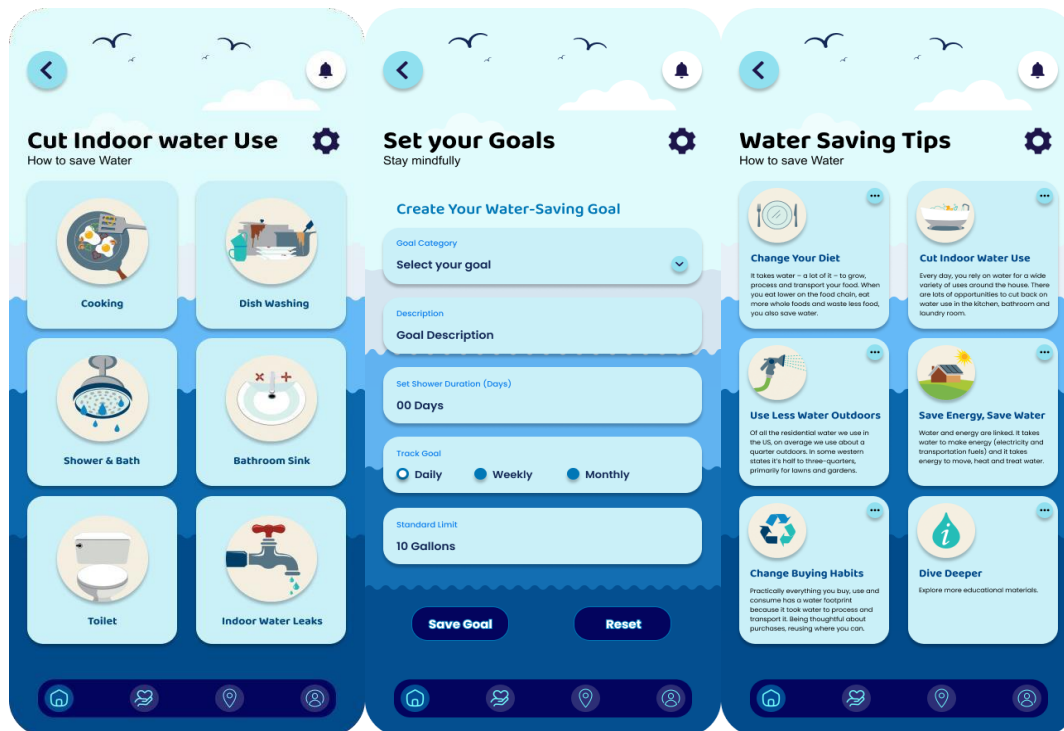 Cut Indoor water Use
How to save Water
Cooking
Dish Washing
Shower & Bath
Bathroom Sink
Toilet
Indoor Water Leaks
Set your Goals
Stay mindfully
Create Your Water-Saving Goal
Goal Category
Select your goal
Description
Goal Description
Set Shower Duration (Days)
00 Days
Track Goal
Daily
Weekly
Monthly
Standard Limit
10 Gallons
Save Goal
Reset
Water Saving Tips
How to save Water
Change Your Diet
It takes water – a lot of it – to grow,
process and transport your food. When
you eat lower on the food chain, eat
more whole foods and waste less food,
you also save water.
Cut Indoor Water Use
Every day, you rely on water for a wide
variety of uses around the house. There
are lots of opportunities to cut back on
water use in the kitchen, bathroom and
laundry room.
Use Less Water Outdoors
Of all the residential water we use in
the US, on average we use about a
quarter outdoors. In some western
states it's half to three-quarters,
primarily for lawns and gardens.
Save Energy, Save Water
Water and energy are linked. It takes
water to make energy (electricity and
transportation fuels) and it takes
energy to move, heat and treat water.
Change Buying Habits
Practically everything you buy, use and
consume has a water footprint
because it took water to process and
transport it. Being thoughtful about
purchases, reusing where you can.
Dive Deeper
Explore more educational materials.